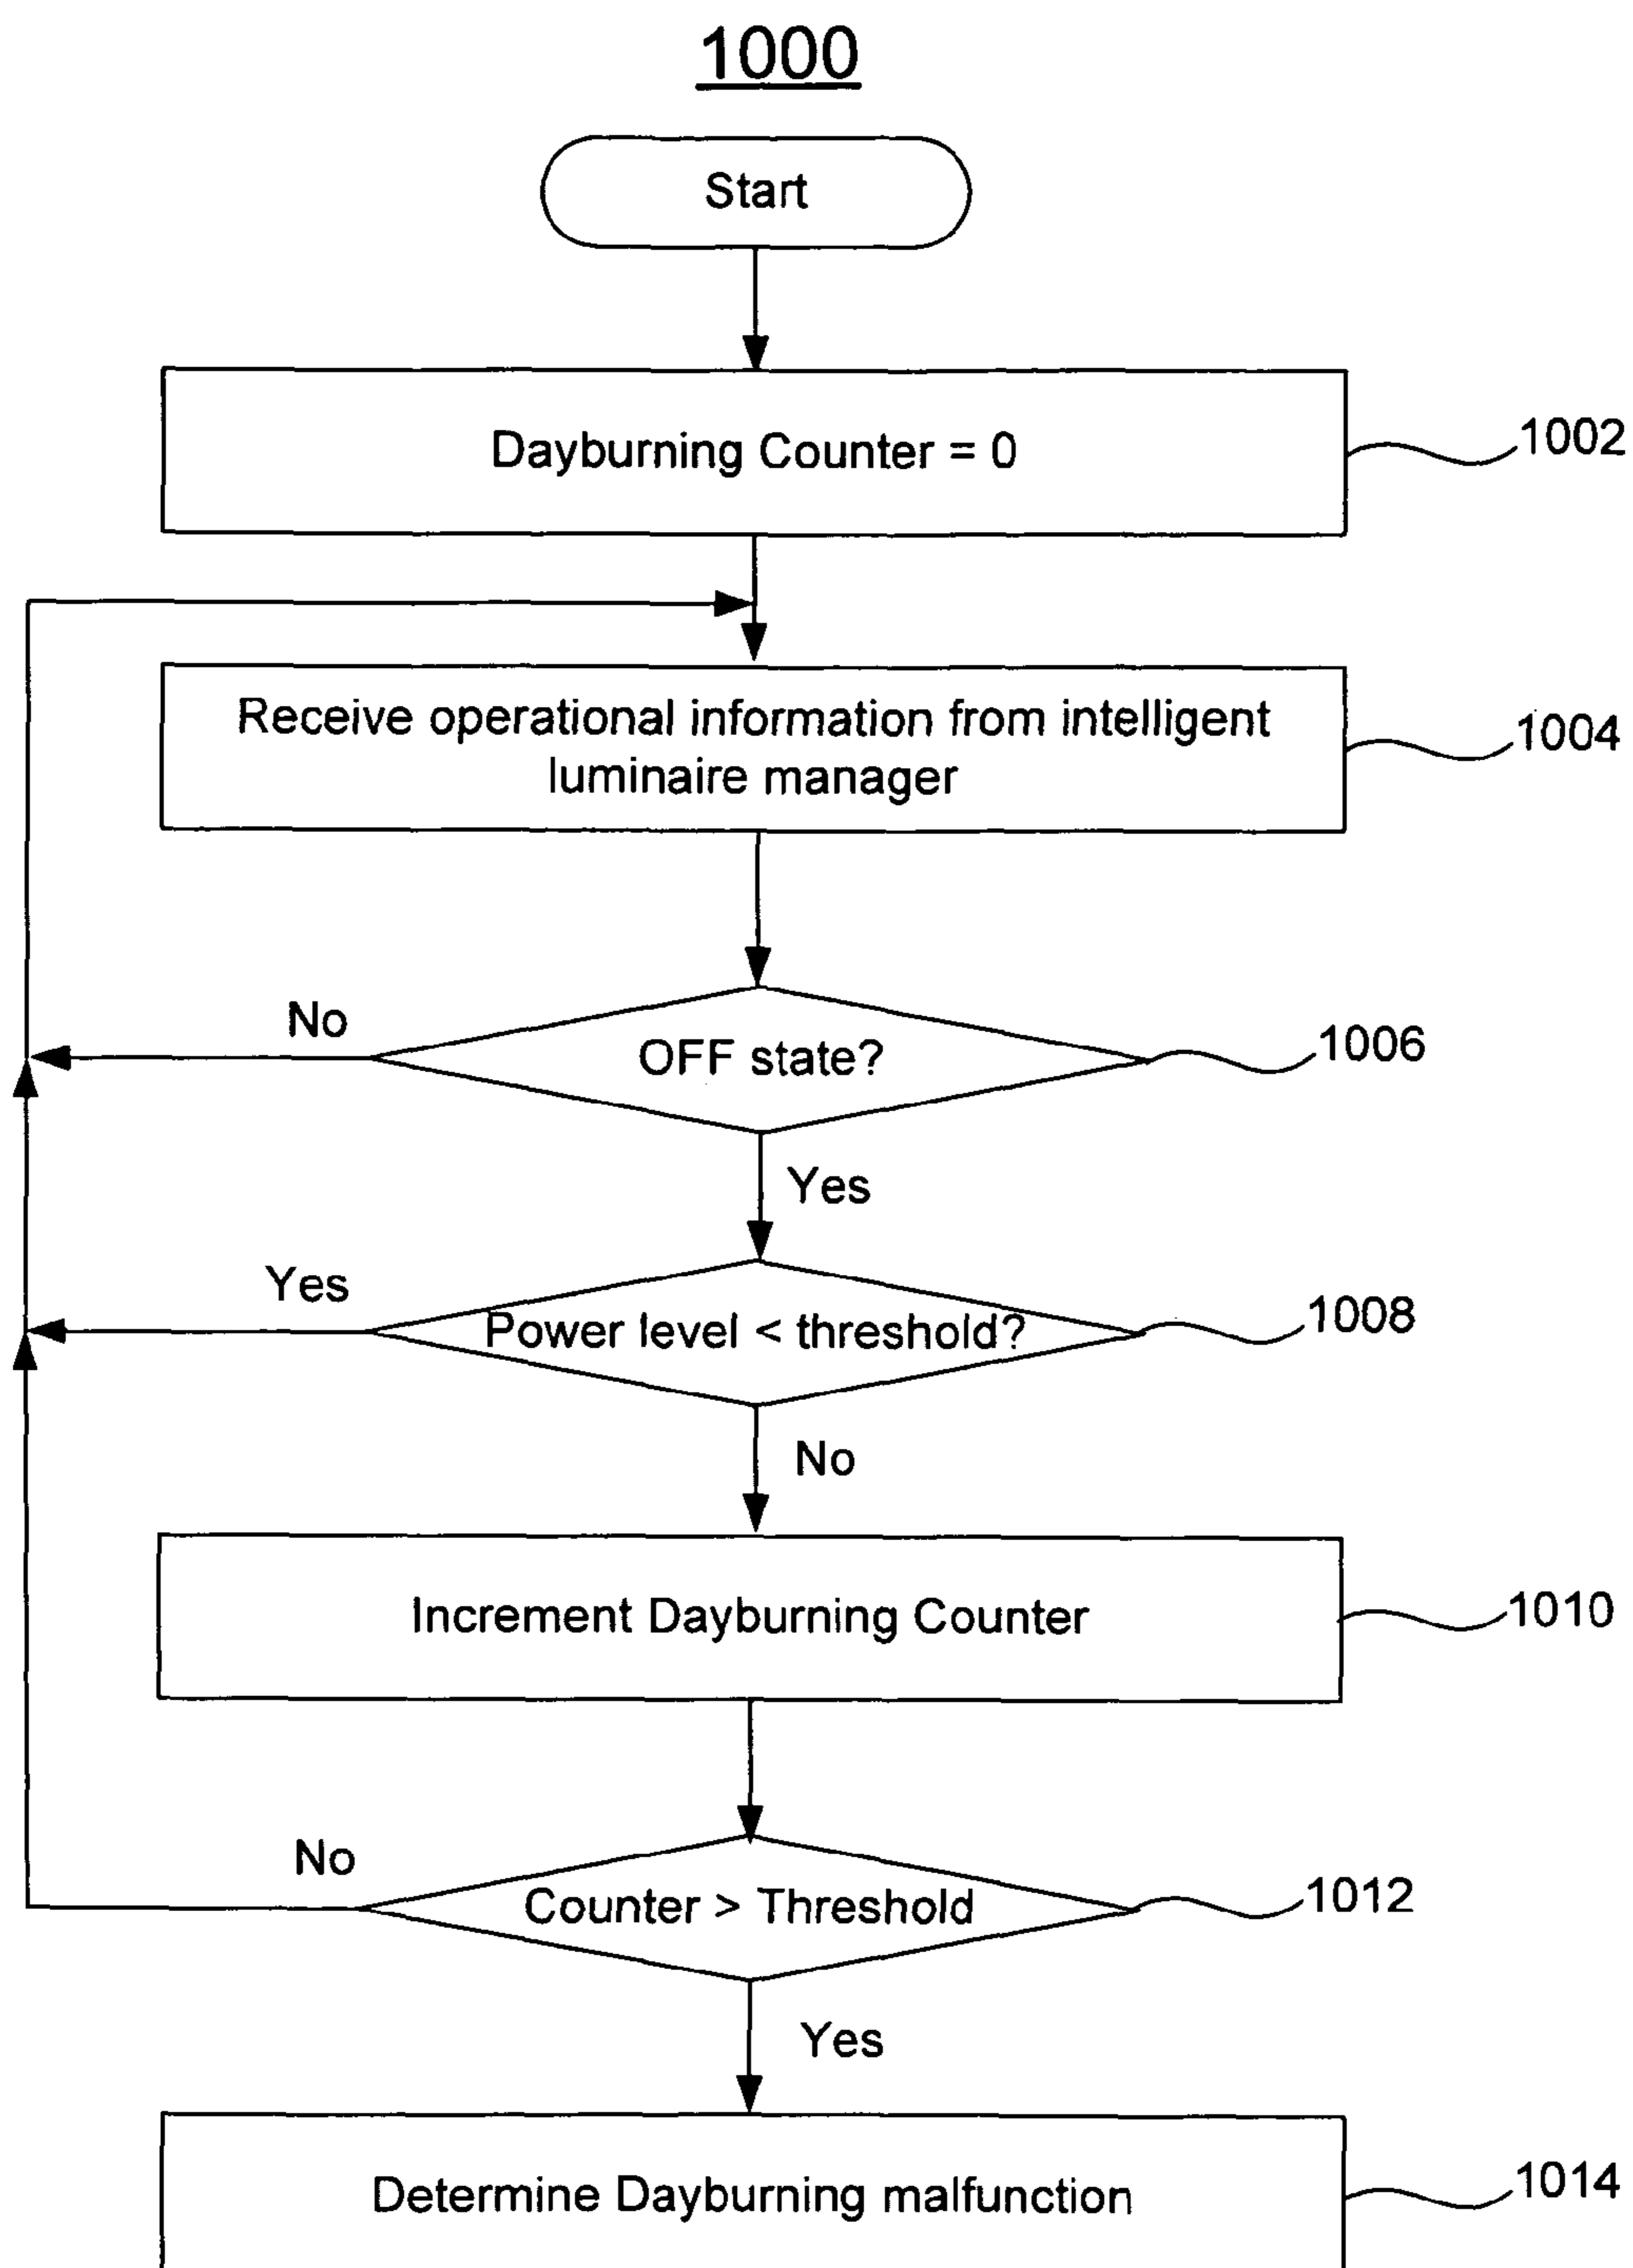 1000
Start
Dayburning Counter = 0
1002
Receive operational information from intelligent
luminaire manager
1004
No
OFF state?
1006
Yes
Yes
Power level < threshold?
1008
No
Increment Dayburning Counter
1010
No
Counter > Threshold
1012
Yes
Determine Dayburning malfunction
1014